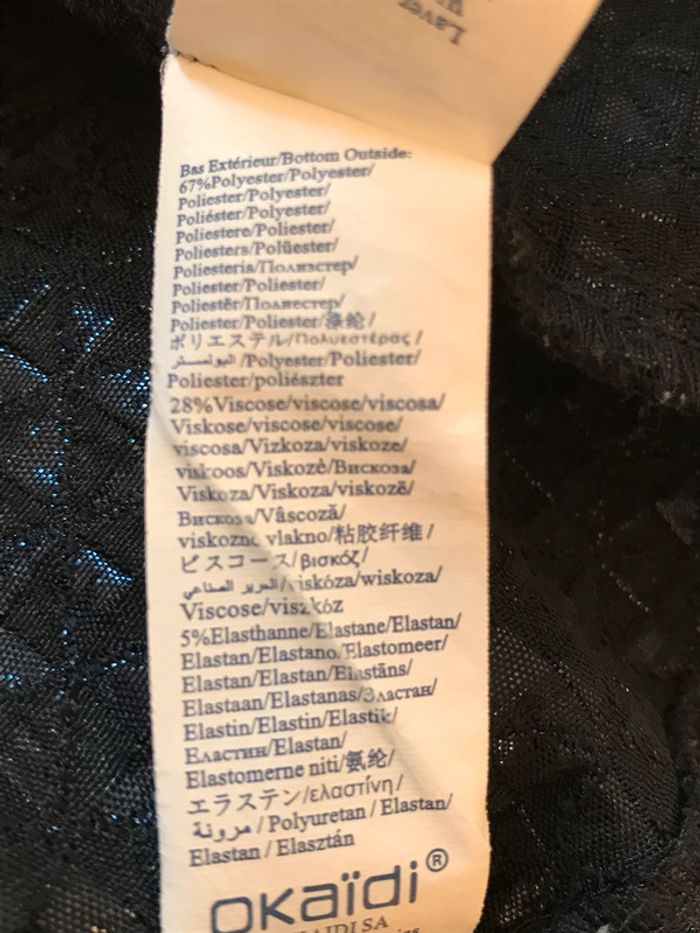 Laver
Bas Extérieur/Bottom Outside:
67%Polyester/Polyester/
Poliester/Polyester/
Poliéster/Polyester/
Poliestere/Poliester/
Poliesters/Polüester/
Poliesteris/Полиэстер/
Poliester/Poliester/
Poliestër/Полиестер/
Poliester/Poliester/涤纶/
ポリエステル/Πολυεστέρας/
البوليستر/Polyester/Poliester/
Poliester/poliészter
28%Viscose/viscose/viscosa/
Viskose/viscose/viscose/
viscosa/Vizkoza/viskoze/
viskoos/Viskozė/Вискоза/
Viskoza/Viskoza/viskozë/
Вискоза/Vâscoză/
viskozno vlakno/粘胶纤维/
ビスコース/βισκόζ/
الحرير الصناعي/viskóza/wiskoza/
Viscose/viszkóz
5%Elasthanne/Elastane/Elastan/
Elastan/Elastano/Elastomeer/
Elastan/Elastan/Elastāns/
Elastaan/Elastanas/Эластан/
Elastin/Elastin/Elastik/
Еластин/Elastan/
Elastomerne niti/氨纶/
エラステン/ελαστίνη/
مرونة/Polyuretan/Elastan/
Elastan/Elasztán
OKaïdi®
SA